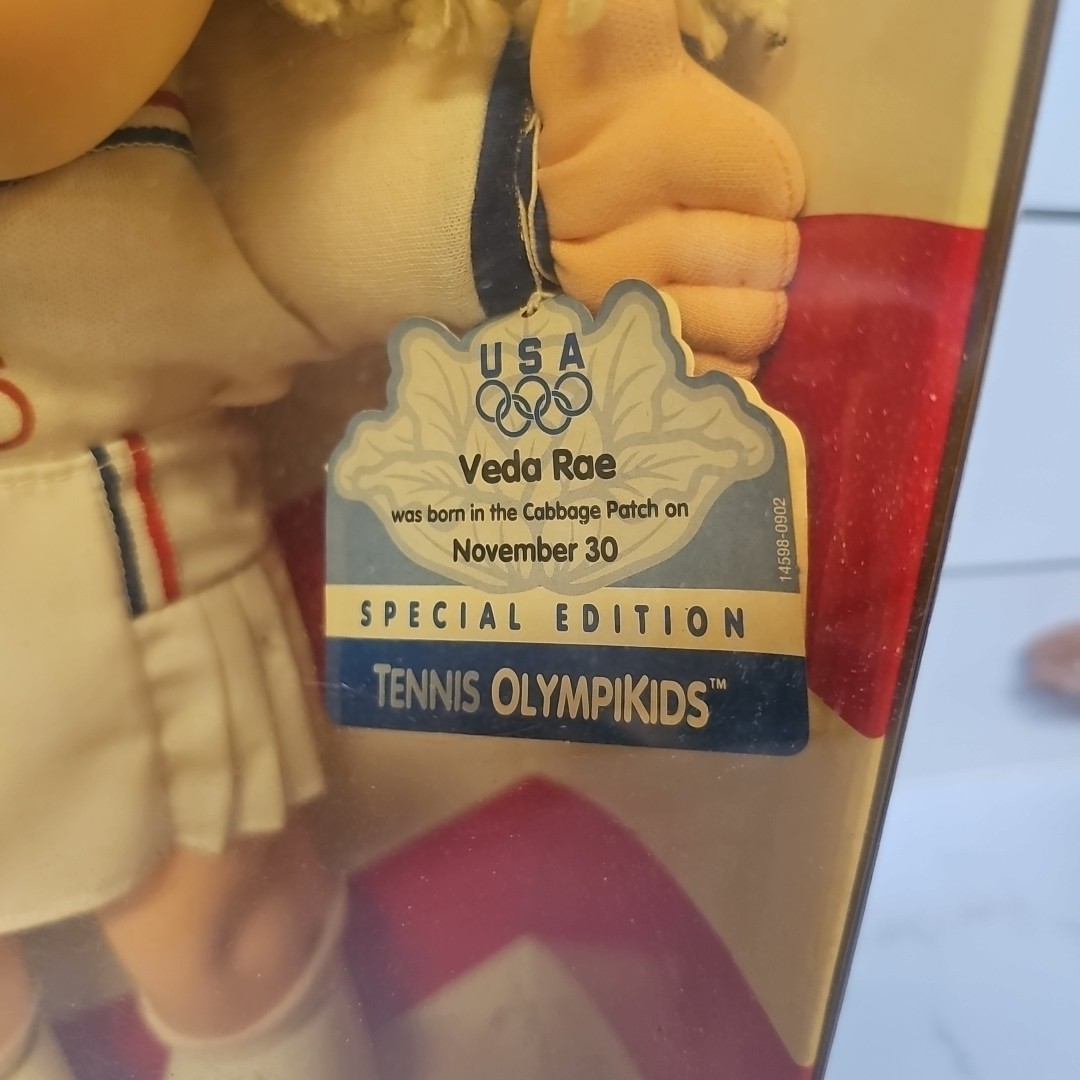 USA
Veda Rae
was born in the Cabbage Patch on
November 30
14598-0902
SPECIAL EDITION
TENNIS OLYMPIKIDS™